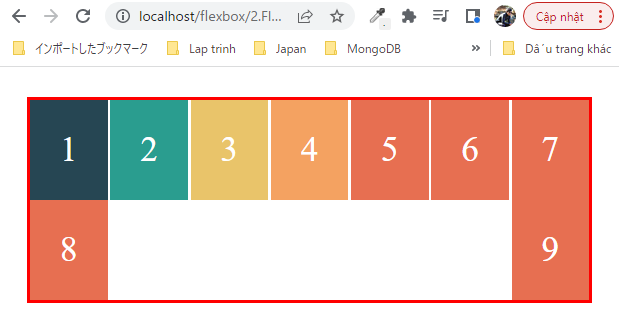 localhost/flexbox/2.Fl... Cập nhật
インポートしたブックマーク Lap trinh Japan MongoDB » Dấu trang khác
1 2 3 4 5 6 7
8 9